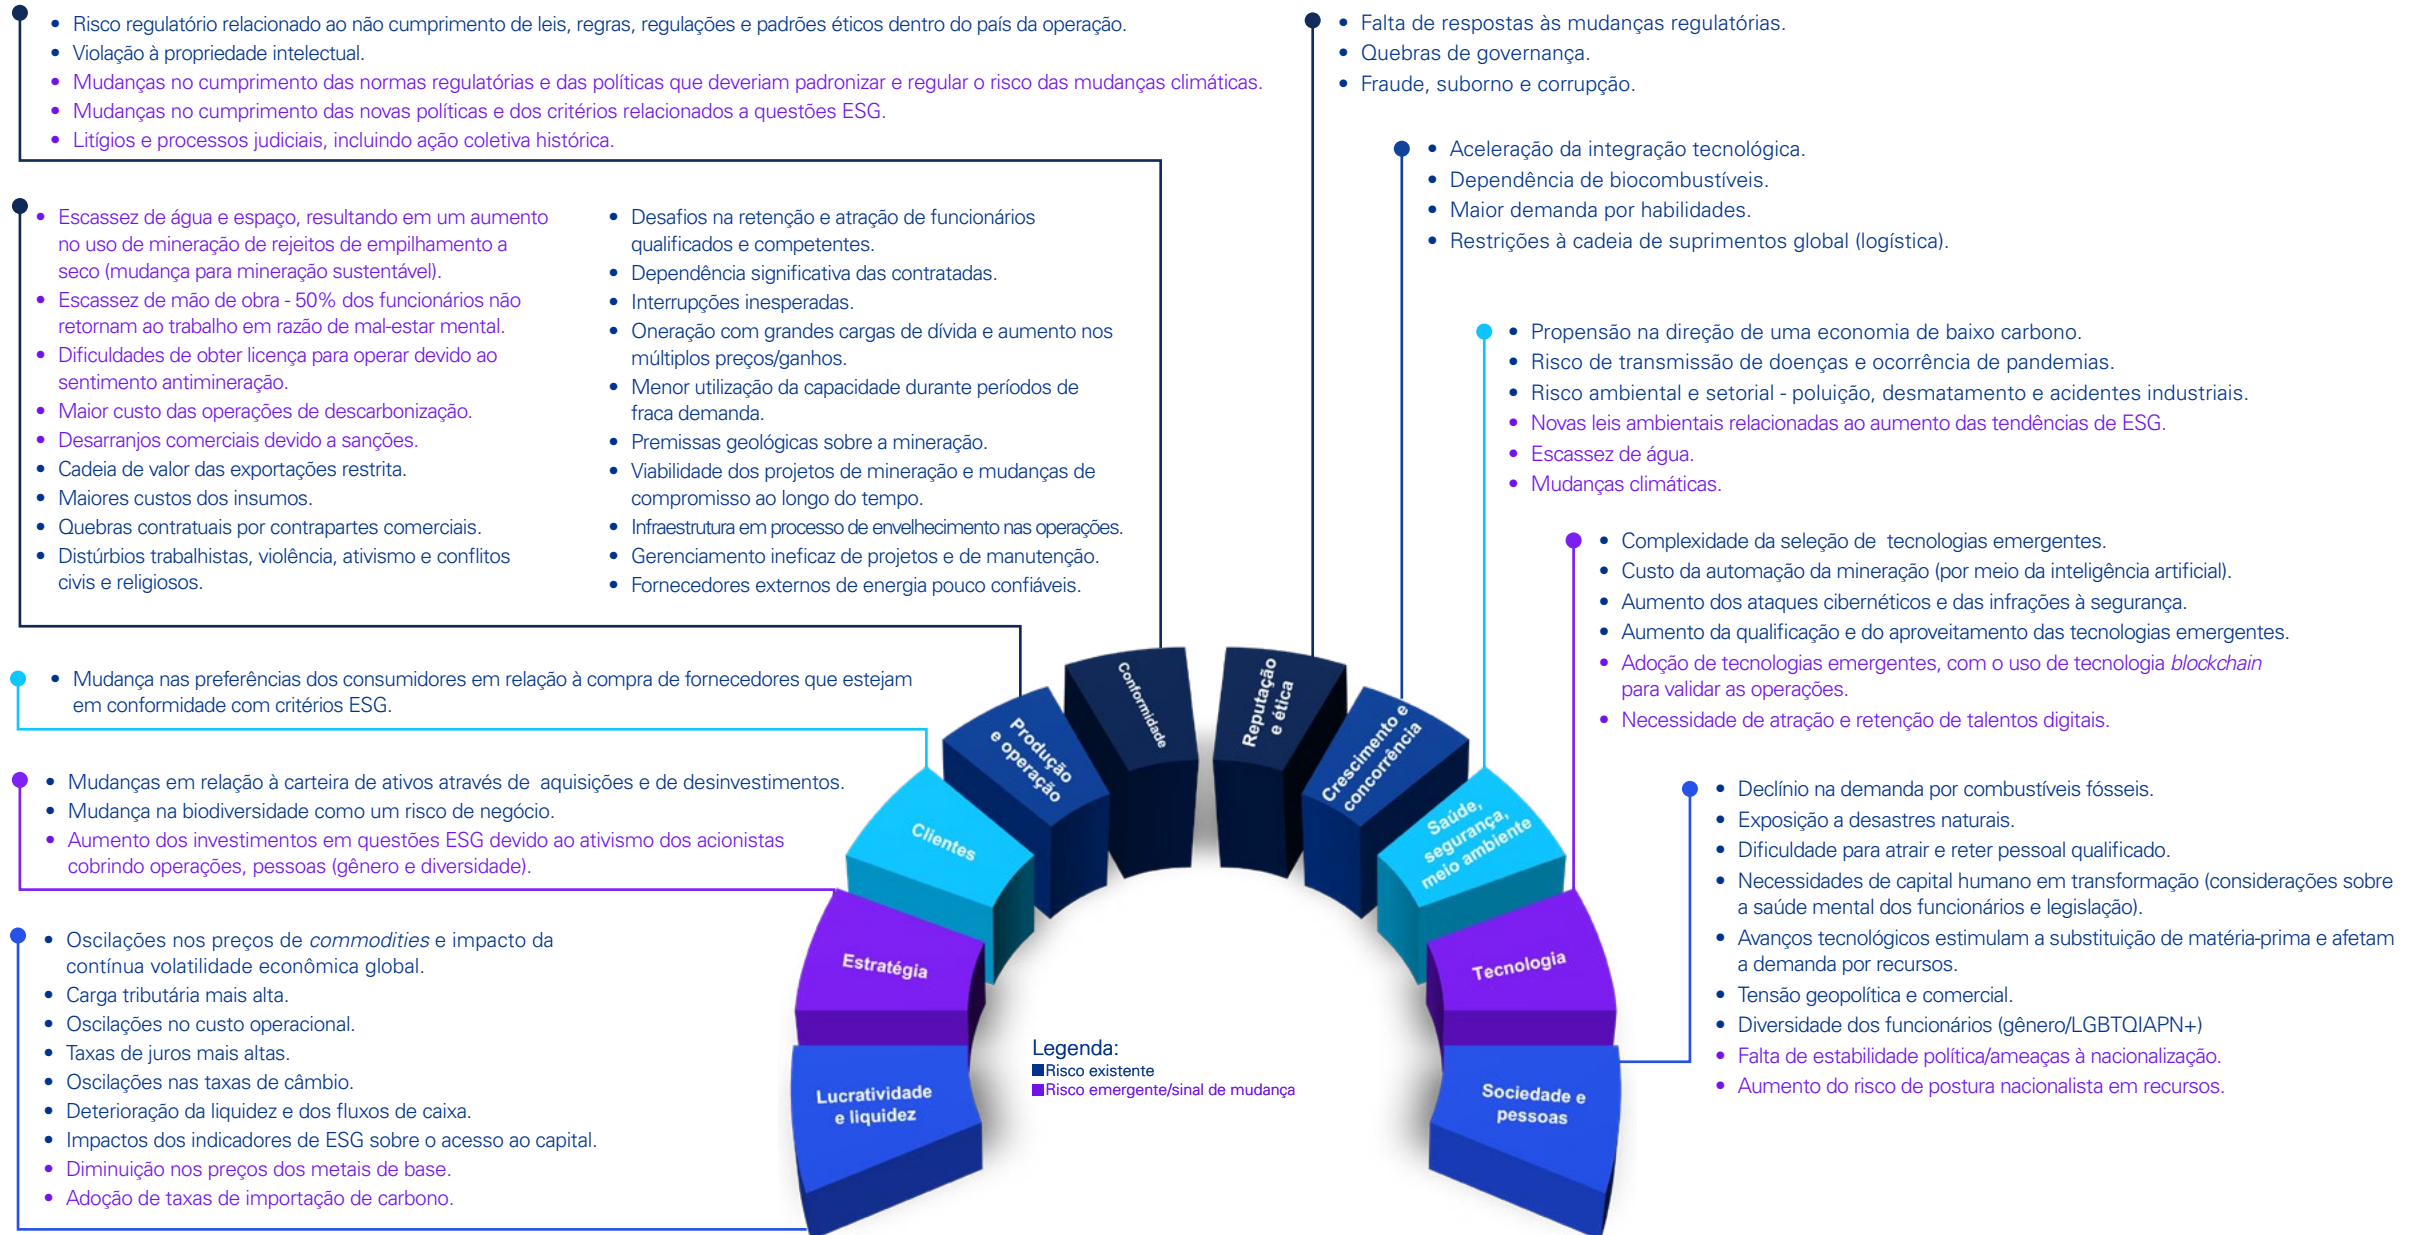 • Risco regulatório relacionado ao não cumprimento de leis, regras, regulações e padrões éticos dentro do país da operação.
• Violação à propriedade intelectual.
• Mudanças no cumprimento das normas regulatórias e das políticas que deveriam padronizar e regular o risco das mudanças climáticas.
• Mudanças no cumprimento das novas políticas e dos critérios relacionados a questões ESG.
• Litígios e processos judiciais, incluindo ação coletiva histórica.
• Escassez de água e espaço, resultando em um aumento
no uso de mineração de rejeitos de empilhamento a
seco (mudança para mineração sustentável).
• Escassez de mão de obra - 50% dos funcionários não
retornam ao trabalho em razão de mal-estar mental.
• Dificuldades de obter licença para operar devido ao
sentimento antimineração.
• Maior custo das operações de descarbonização.
• Desarranjos comerciais devido a sanções.
• Cadeia de valor das exportações restrita.
• Maiores custos dos insumos.
• Quebras contratuais por contrapartes comerciais.
• Distúrbios trabalhistas, violência, ativismo e conflitos
civis e religiosos.
• Desafios na retenção e atração de funcionários
qualificados e competentes.
• Dependência significativa das contratadas.
• Interrupções inesperadas.
• Oneração com grandes cargas de dívida e aumento nos
múltiplos preços/ganhos.
• Menor utilização da capacidade durante períodos de
fraca demanda.
• Premissas geológicas sobre a mineração.
• Viabilidade dos projetos de mineração e mudanças de
compromisso ao longo do tempo.
• Infraestrutura em processo de envelhecimento nas operações.
• Gerenciamento ineficaz de projetos e de manutenção.
• Fornecedores externos de energia pouco confiáveis.
• Mudança nas preferências dos consumidores em relação à compra de fornecedores que estejam
em conformidade com critérios ESG.
• Mudanças em relação à carteira de ativos através de aquisições e de desinvestimentos.
• Mudança na biodiversidade como um risco de negócio.
• Aumento dos investimentos em questões ESG devido ao ativismo dos acionistas
cobrindo operações, pessoas (gênero e diversidade).
• Oscilações nos preços de commodities e impacto da
contínua volatilidade econômica global.
• Carga tributária mais alta.
• Oscilações no custo operacional.
• Taxas de juros mais altas.
• Oscilações nas taxas de câmbio.
• Deterioração da liquidez e dos fluxos de caixa.
• Impactos dos indicadores de ESG sobre o acesso ao capital.
• Diminuição nos preços dos metais de base.
• Adoção de taxas de importação de carbono.
• Falta de respostas às mudanças regulatórias.
• Quebras de governança.
• Fraude, suborno e corrupção.
• Aceleração da integração tecnológica.
• Dependência de biocombustíveis.
• Maior demanda por habilidades.
• Restrições à cadeia de suprimentos global (logística).
• Propensão na direção de uma economia de baixo carbono.
• Risco de transmissão de doenças e ocorrência de pandemias.
• Risco ambiental e setorial - poluição, desmatamento e acidentes industriais.
• Novas leis ambientais relacionadas ao aumento das tendências de ESG.
• Escassez de água.
• Mudanças climáticas.
• Complexidade da seleção de tecnologias emergentes.
• Custo da automação da mineração (por meio da inteligência artificial).
• Aumento dos ataques cibernéticos e das infrações à segurança.
• Aumento da qualificação e do aproveitamento das tecnologias emergentes.
• Adoção de tecnologias emergentes, com o uso de tecnologia blockchain
para validar as operações.
• Necessidade de atração e retenção de talentos digitais.
• Declínio na demanda por combustíveis fósseis.
• Exposição a desastres naturais.
• Dificuldade para atrair e reter pessoal qualificado.
• Necessidades de capital humano em transformação (considerações sobre
a saúde mental dos funcionários e legislação).
• Avanços tecnológicos estimulam a substituição de matéria-prima e afetam
a demanda por recursos.
• Tensão geopolítica e comercial.
• Diversidade dos funcionários (gênero/LGBTQIAPN+)
• Falta de estabilidade política/ameaças à nacionalização.
• Aumento do risco de postura nacionalista em recursos.
Lucratividade
e liquidez
Estratégia
Clientes
Produção
e operação
Conformidade
Reputação
e ética
Crescimento e
concorrência
Saúde,
segurança,
meio ambiente
Tecnologia
Sociedade e
pessoas
Legenda:
Risco existente
Risco emergente/sinal de mudança